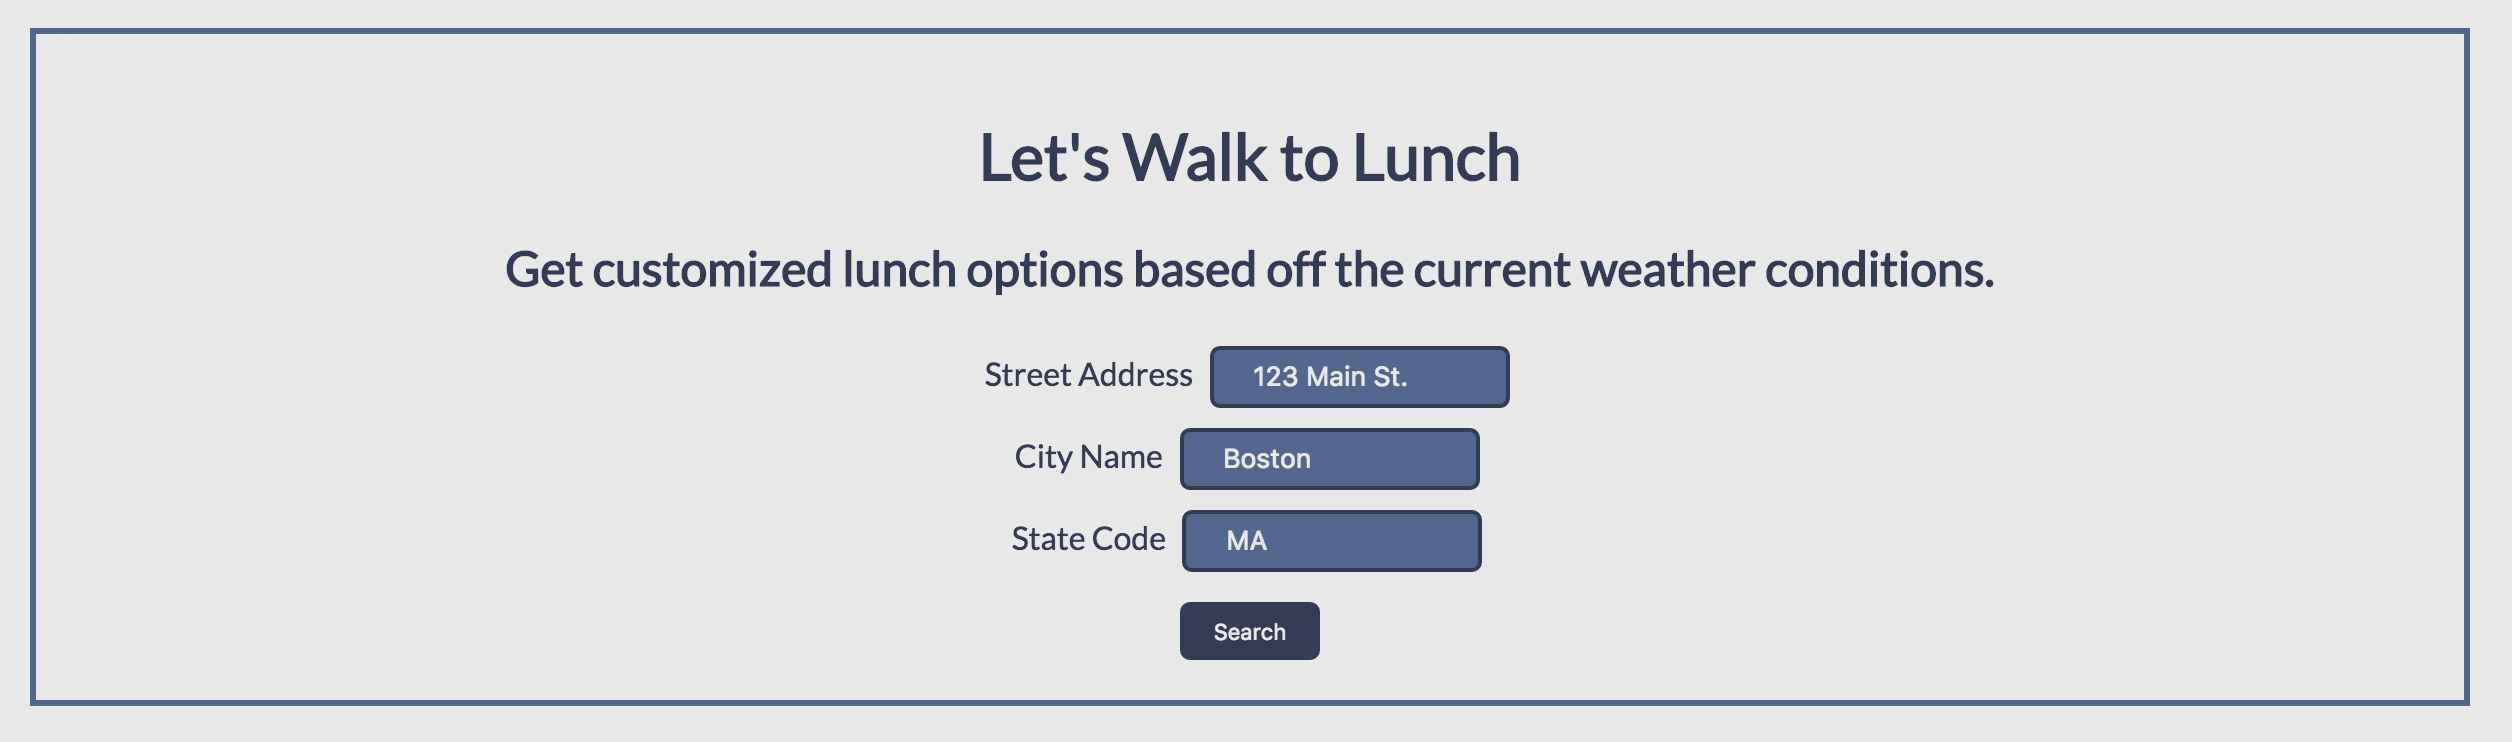 Let's Walk to Lunch
Get customized lunch options based off the current weather conditions.
Street Address 123 Main St.
City Name Boston
State Code MA
Search